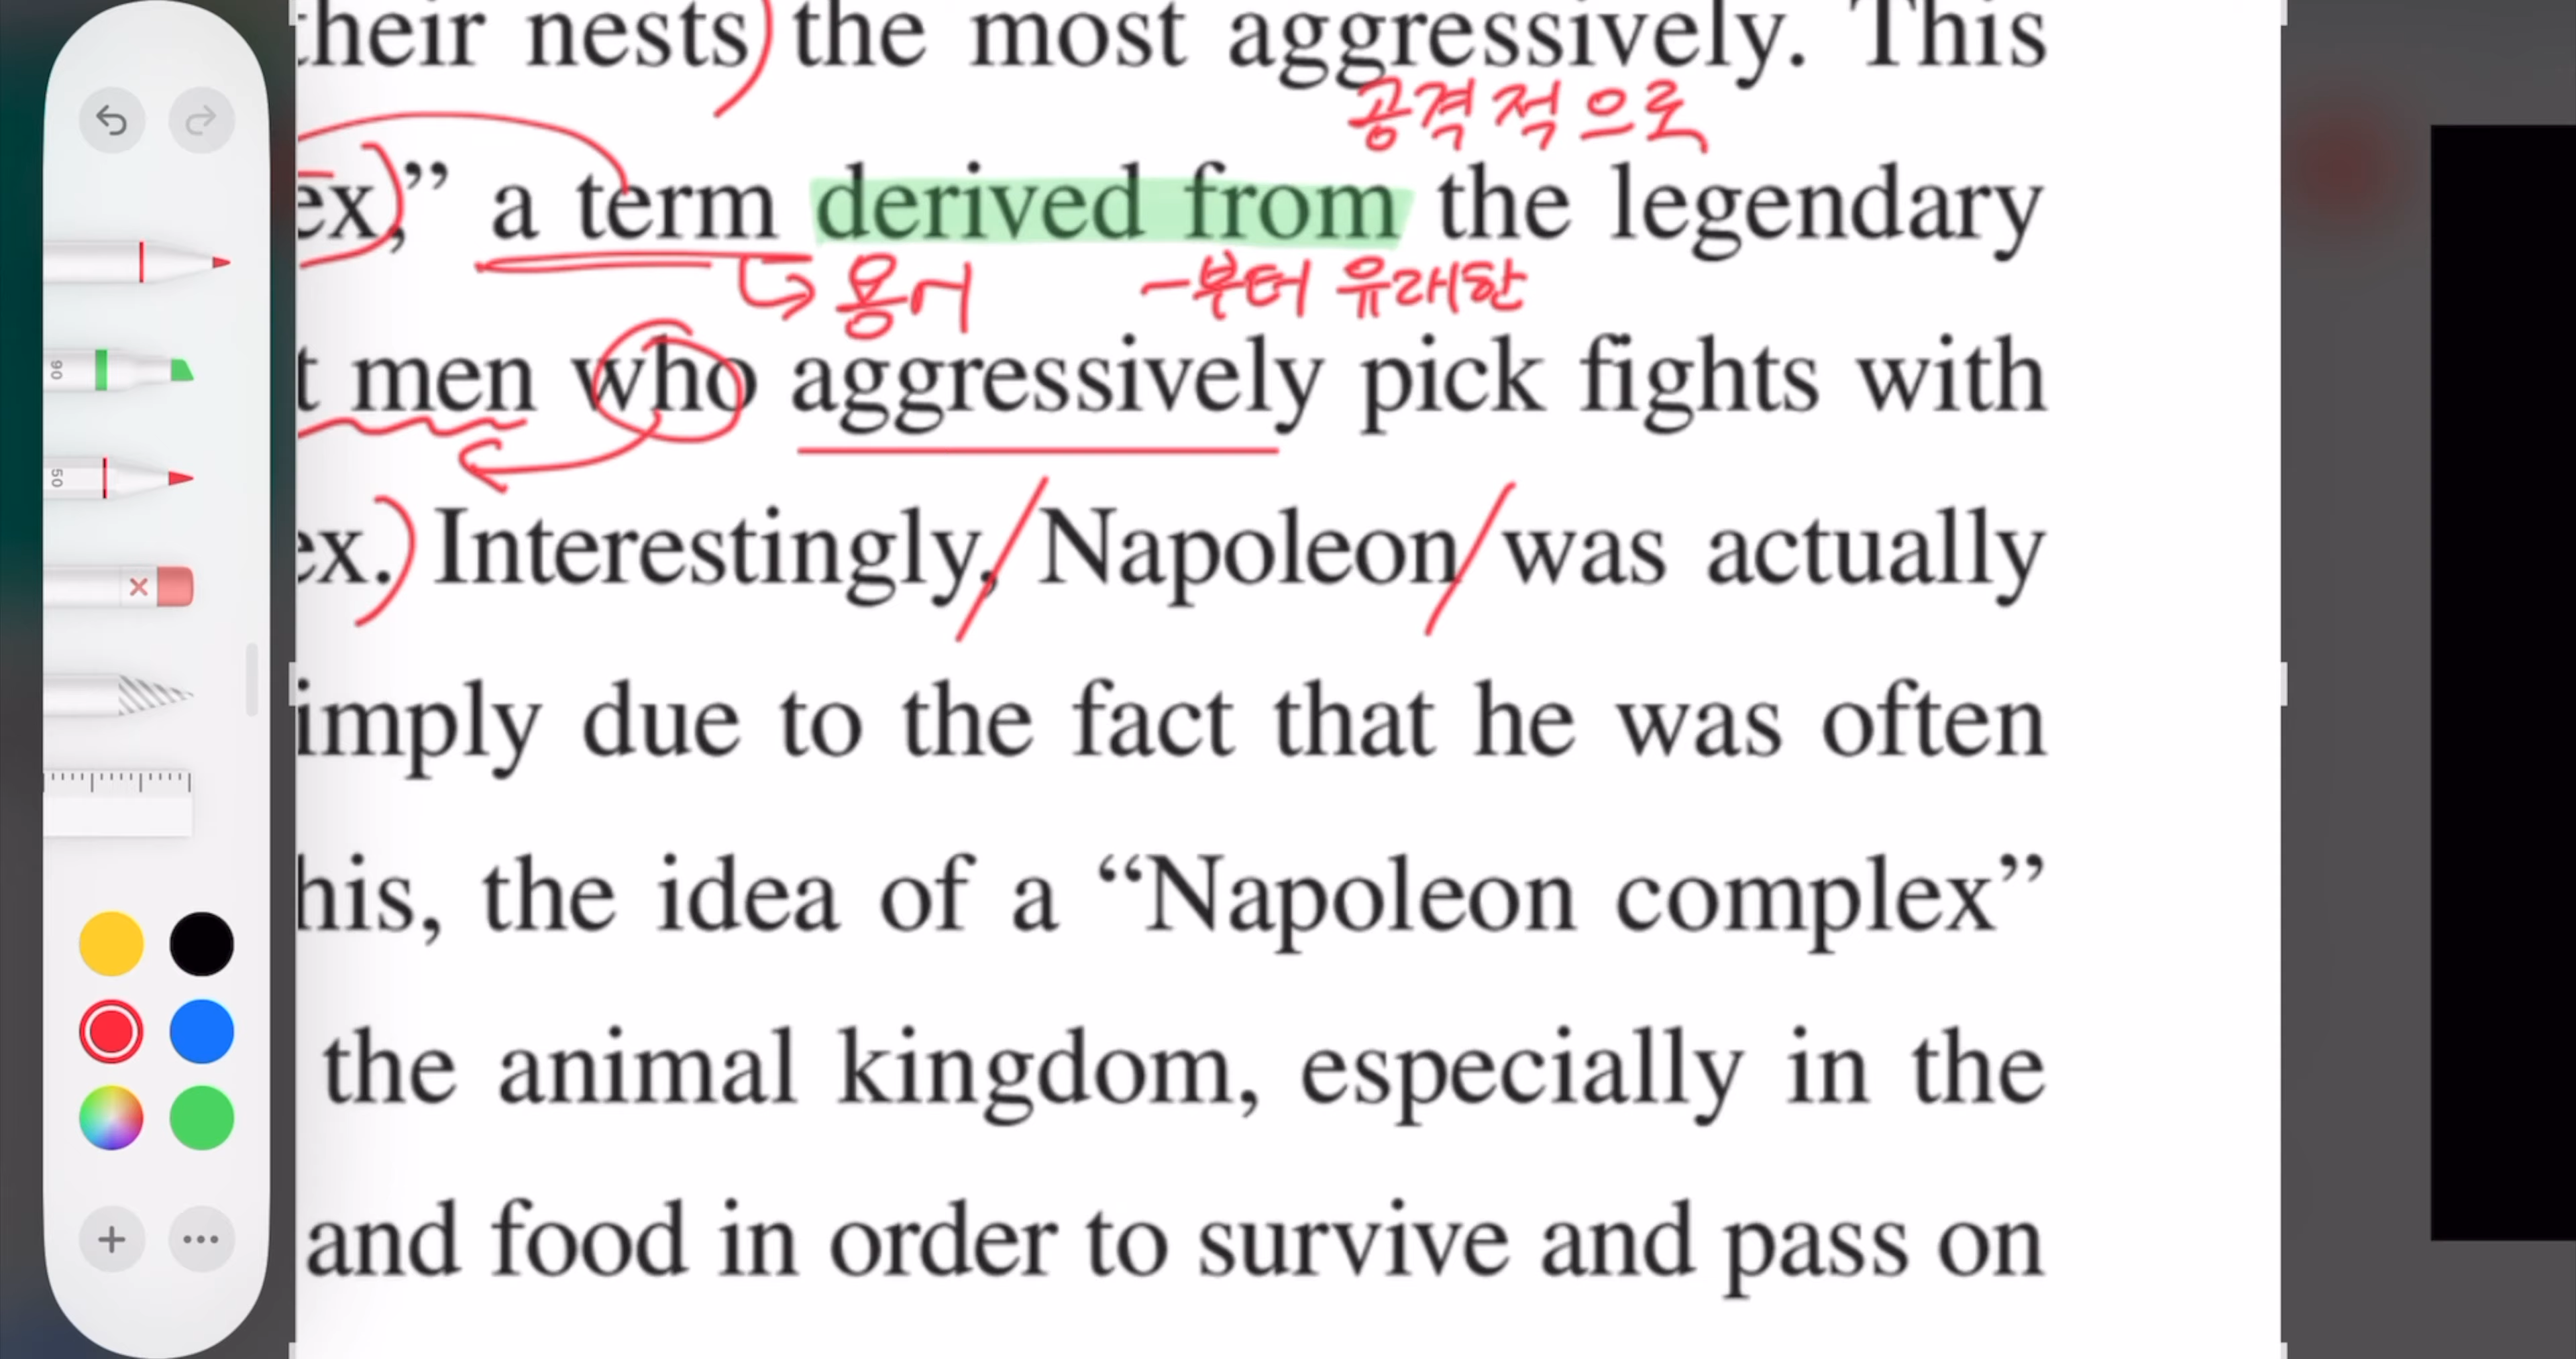 their nests) the most aggressively. This
공격적으로
ex,” a term derived from the legendary
용어 ~부터 유래한
t men who aggressively pick fights with
ex.) Interestingly, / Napoleon / was actually
imply due to the fact that he was often
his, the idea of a “Napoleon complex”
the animal kingdom, especially in the
and food in order to survive and pass on
90
50